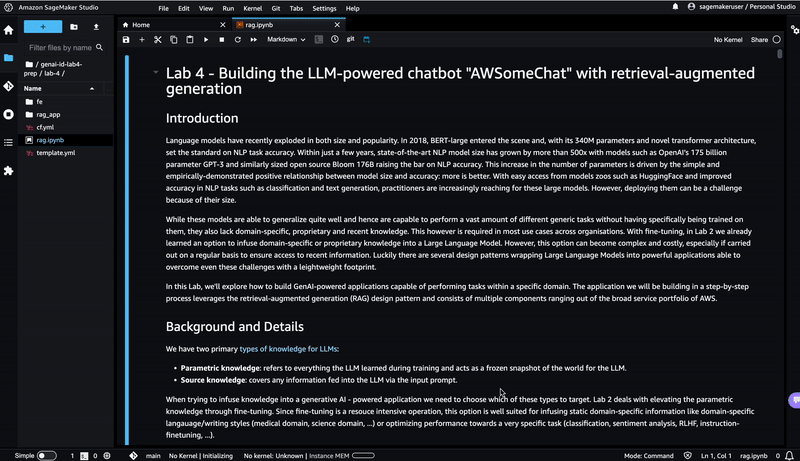 Amazon SageMaker Studio File Edit View Run Kernel Git Tabs Settings Help sagemakeruser / Personal Studio
Home rag.ipynb
Markdown git No Kernel Share
Filter files by name
/ genai-id-lab4-
prep / lab-4 /
Name
fe
rag_app
cf.yml
rag.ipynb
template.yml
Lab 4 - Building the LLM-powered chatbot "AWSomeChat" with retrieval-augmented
generation
Introduction
Language models have recently exploded in both size and popularity. In 2018, BERT-large entered the scene and, with its 340M parameters and novel transformer architecture,
set the standard on NLP task accuracy. Within just a few years, state-of-the-art NLP model size has grown by more than 500x with models such as OpenAI's 175 billion
parameter GPT-3 and similarly sized open source Bloom 176B raising the bar on NLP accuracy. This increase in the number of parameters is driven by the simple and
empirically-demonstrated positive relationship between model size and accuracy: more is better. With easy access from models zoos such as HuggingFace and improved
accuracy in NLP tasks such as classification and text generation, practitioners are increasingly reaching for these large models. However, deploying them can be a challenge
because of their size.
While these models are able to generalize quite well and hence are capable to perform a vast amount of different generic tasks without having specifically being trained on
them, they also lack domain-specific, proprietary and recent knowledge. This however is required in most use cases across organisations. With fine-tuning, in Lab 2 we already
learned an option to infuse domain-specific or proprietary knowledge into a Large Language Model. However, this option can become complex and costly, especially if carried
out on a regular basis to ensure access to recent information. Luckily there are several design patterns wrapping Large Language Models into powerful applications able to
overcome even these challenges with a leightweight footprint.
In this Lab, we'll explore how to build GenAI-powered applications capable of performing tasks within a specific domain. The application we will be building in a step-by-step
process leverages the retrieval-augmented generation (RAG) design pattern and consists of multiple components ranging out of the broad service portfolio of AWS.
Background and Details
We have two primary types of knowledge for LLMs:
• Parametric knowledge: refers to everything the LLM learned during training and acts as a frozen snapshot of the world for the LLM.
• Source knowledge: covers any information fed into the LLM via the input prompt.
When trying to infuse knowledge into a generative AI - powered application we need to choose which of these types to target. Lab 2 deals with elevating the parametric
knowledge through fine-tuning. Since fine-tuning is a resouce intensive operation, this option is well suited for infusing static domain-specific information like domain-specific
langauage/writing styles (medical domain, science domain, ...) or optimizing performance towards a very specific task (classification, sentiment analysis, RLHF, instruction-
finetuning, ...).
Simple 1 0 main No Kernel | Initializing No kernel: Unknown | Instance MEM Mode: Command Ln 1, Col 1 rag.ipynb 0